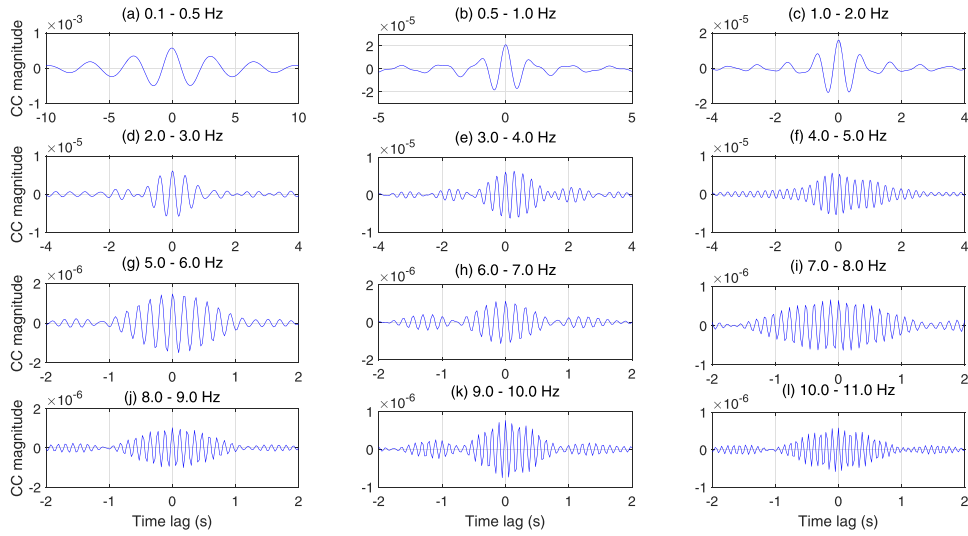 (a) 0.1 - 0.5 Hz
(b) 0.5 - 1.0 Hz
(c) 1.0 - 2.0 Hz
×10⁻³
×10⁻⁵
×10⁻⁵
CC magnitude
1
0
-1
2
0
-2
2
0
-2
-10 -5 0 5 10
-5 0 5
-4 -2 0 2 4
(d) 2.0 - 3.0 Hz
(e) 3.0 - 4.0 Hz
(f) 4.0 - 5.0 Hz
×10⁻⁵
×10⁻⁵
×10⁻⁵
CC magnitude
1
0
-1
1
0
-1
1
0
-1
-4 -2 0 2 4
-4 -2 0 2 4
-4 -2 0 2 4
(g) 5.0 - 6.0 Hz
(h) 6.0 - 7.0 Hz
(i) 7.0 - 8.0 Hz
×10⁻⁶
×10⁻⁶
×10⁻⁶
CC magnitude
2
0
-2
2
0
-2
1
0
-1
-2 -1 0 1 2
-2 -1 0 1 2
-2 -1 0 1 2
(j) 8.0 - 9.0 Hz
(k) 9.0 - 10.0 Hz
(l) 10.0 - 11.0 Hz
×10⁻⁶
×10⁻⁶
×10⁻⁶
CC magnitude
2
0
-2
1
0
-1
1
0
-1
-2 -1 0 1 2
-2 -1 0 1 2
-2 -1 0 1 2
Time lag (s)
Time lag (s)
Time lag (s)